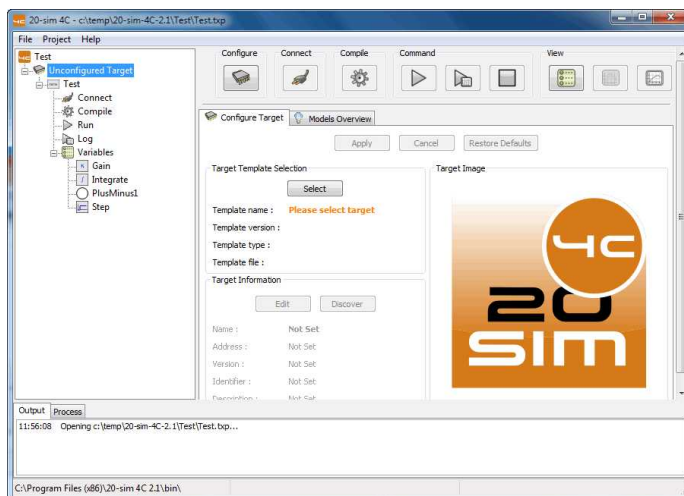 20-sim 4C - c:\temp\20-sim-4C-2.1\Test\Test.txp
File Project Help
Test
Unconfigured Target
Test
Connect
Compile
Run
Log
Variables
Gain
Integrate
PlusMinus1
Step
Configure Connect Compile Command View
Configure Target Models Overview
Apply Cancel Restore Defaults
Target Template Selection
Select
Template name : Please select target
Template version :
Template type :
Template file :
Target Information
Edit Discover
Name : Not Set
Address : Not Set
Version : Not Set
Identifier : Not Set
Description : Not Set
Target Image
4C
20
SIM
Output Process
11:56:08 Opening c:\temp\20-sim-4C-2.1\Test\Test.txp...
C:\Program Files (x86)\20-sim 4C 2.1\bin\